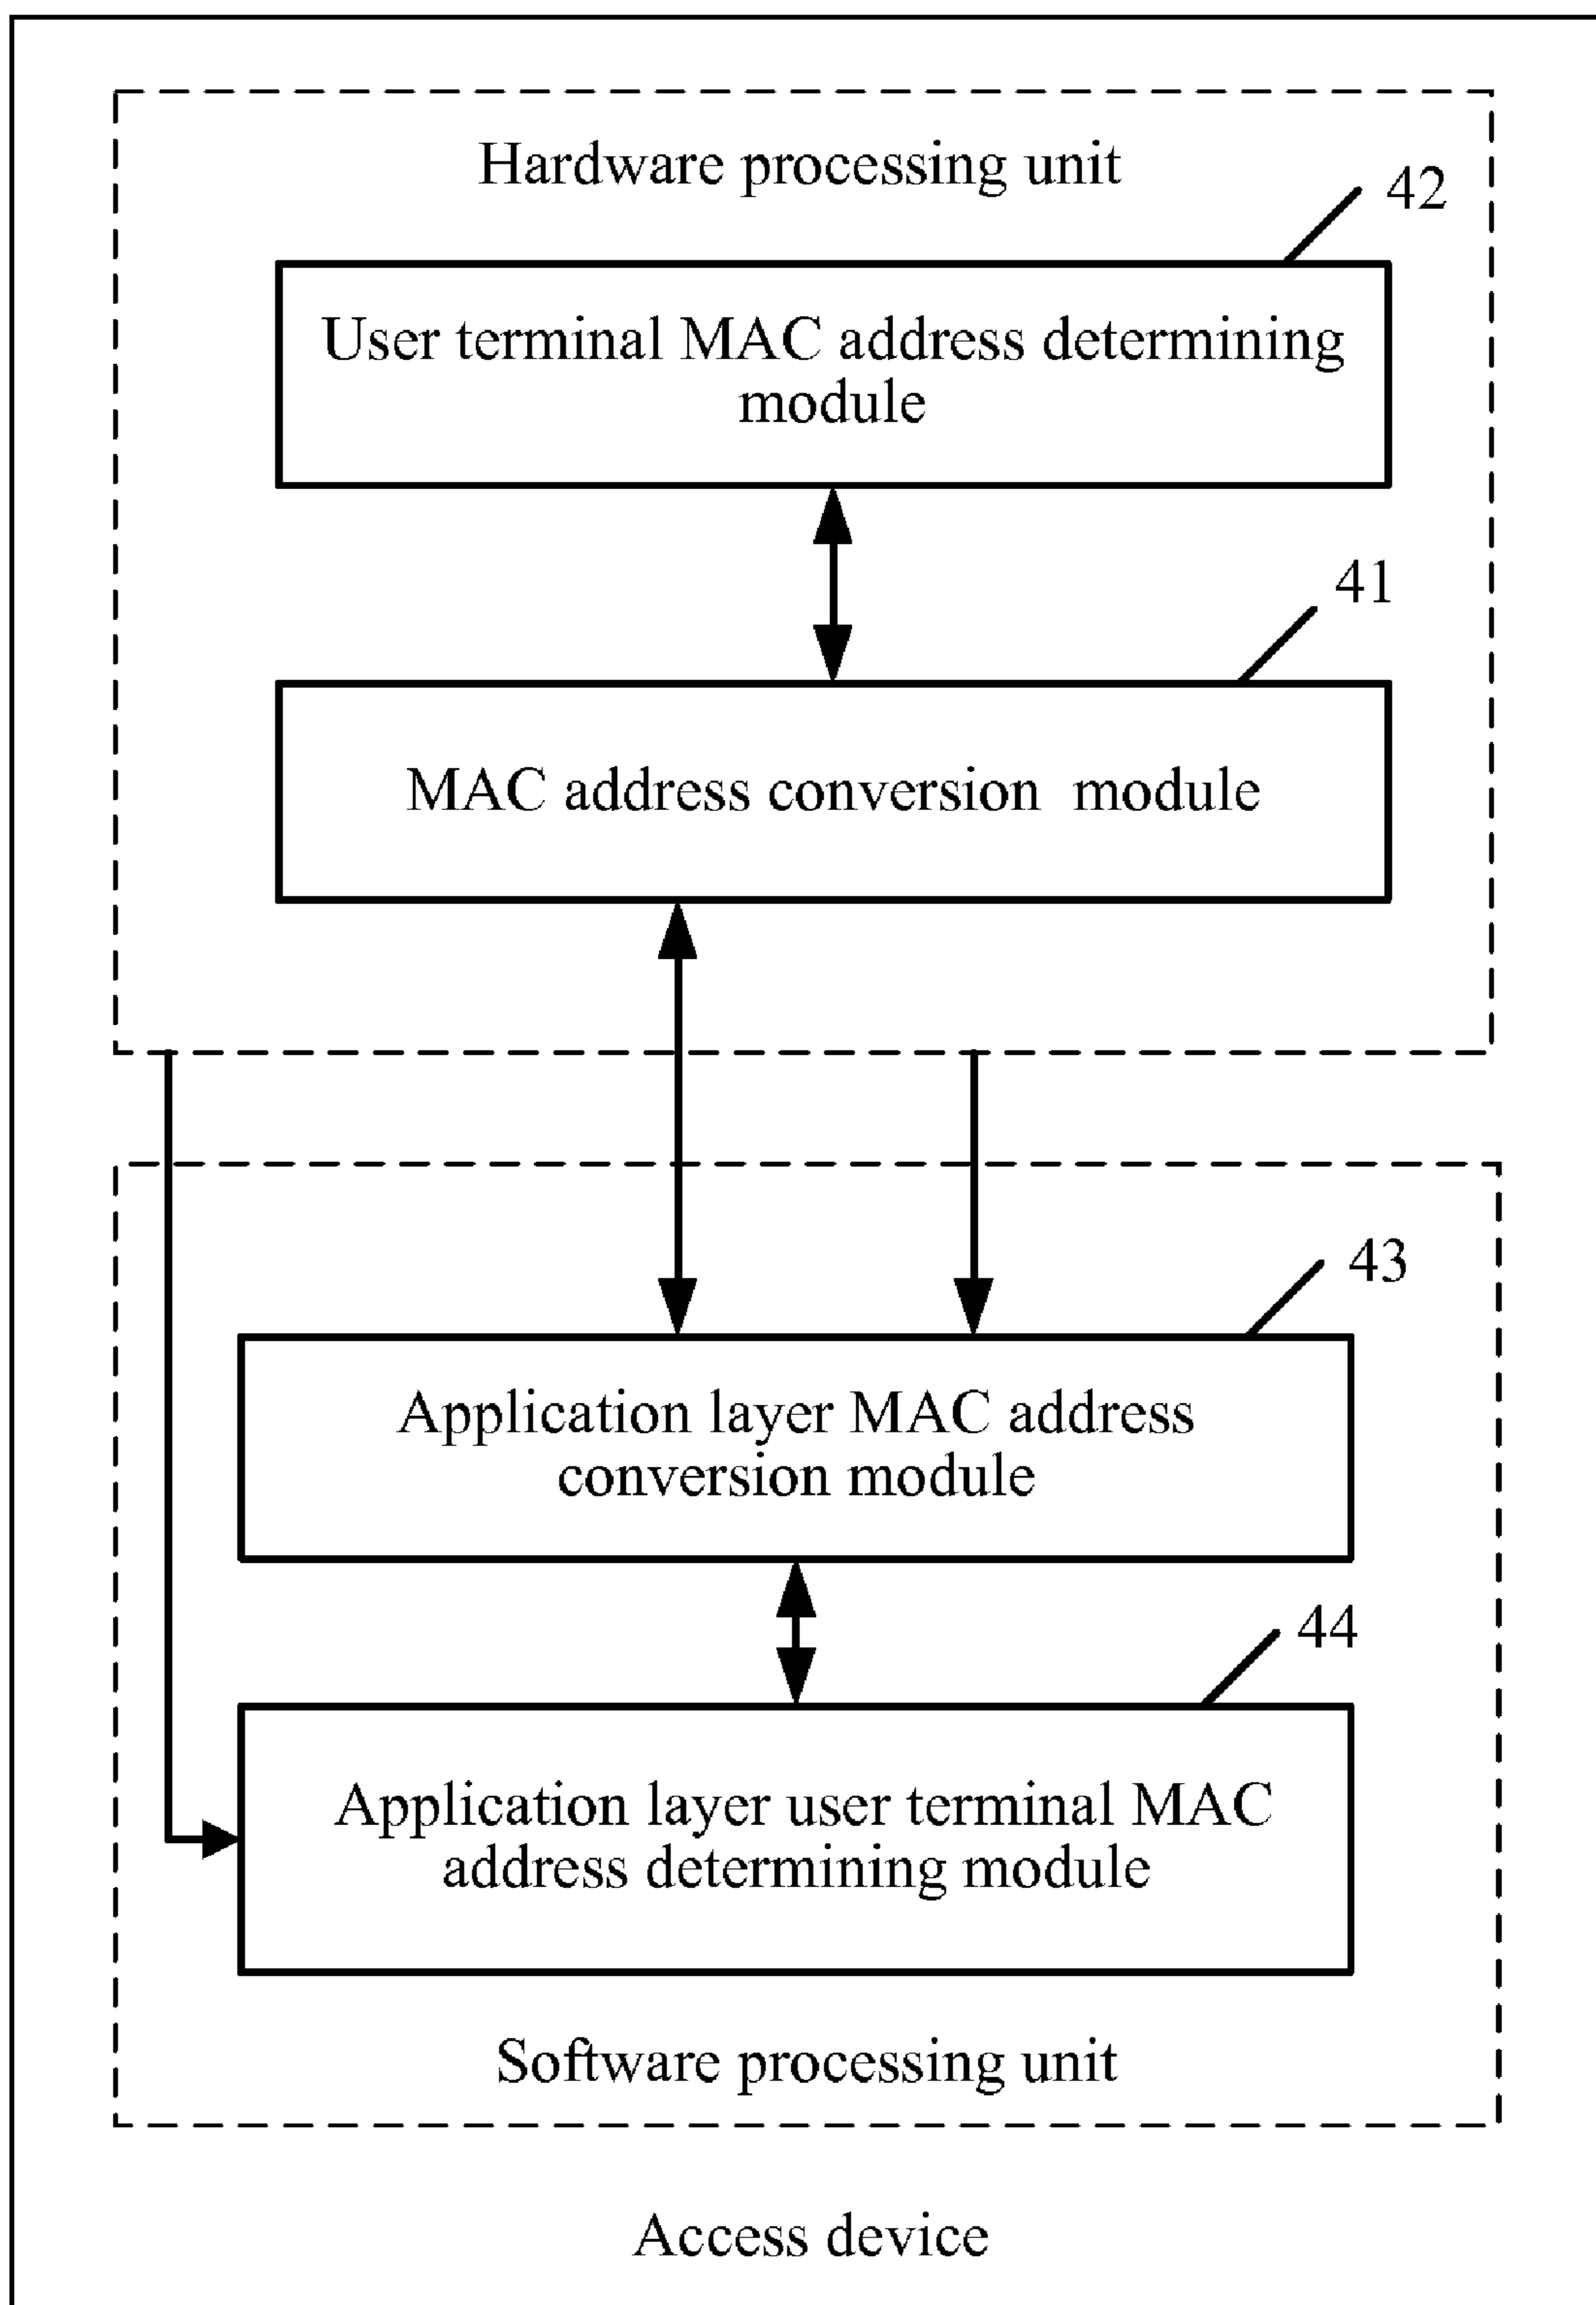 Hardware processing unit
42
User terminal MAC address determining
module
41
MAC address conversion module
43
Application layer MAC address
conversion module
44
Application layer user terminal MAC
address determining module
Software processing unit
Access device